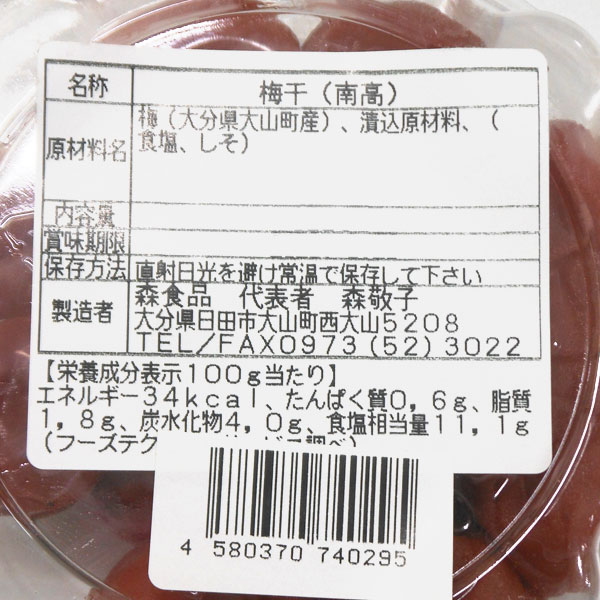 名称 梅干（南高）
原材料名 梅（大分県大山町産）、漬込原材料、（
食塩、しそ）
内容量
賞味期限
保存方法 直射日光を避け常温で保存して下さい
製造者 森食品 代表者 森敬子
大分県日田市大山町西大山５２０８
ＴＥＬ／ＦＡＸ０９７３（５２）３０２２
【栄養成分表示１００ｇ当たり】
エネルギー３４ｋｃａｌ、たんぱく質０，６ｇ、脂質
１，８ｇ、炭水化物４，０ｇ、食塩相当量１１，１ｇ
（フーズテク
4 580370 740295